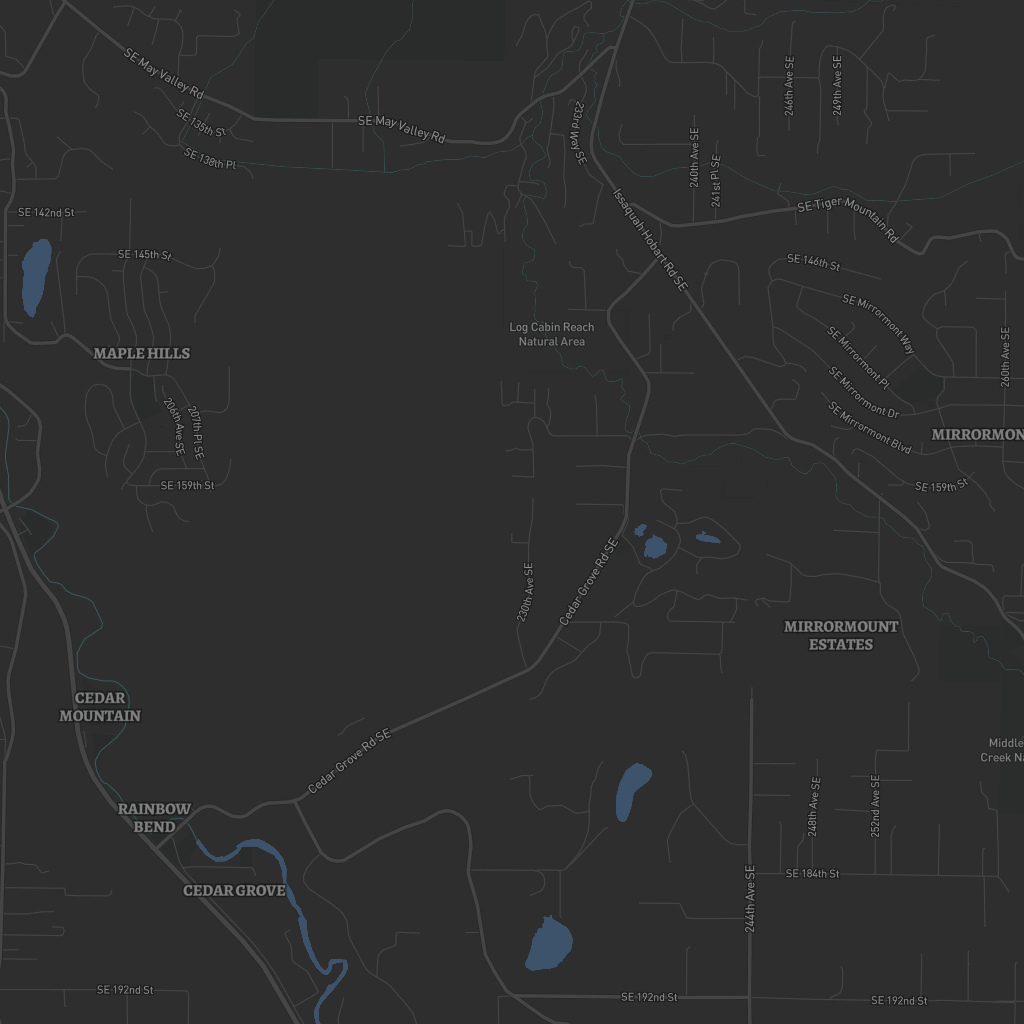 SE May Valley Rd
246th Ave SE
249th Ave SE
SE 135th St
SE May Valley Rd
233rd Way SE
SE 138th Pl
240th Ave SE
241st Pl SE
SE 142nd St
Issaquah Hobart Rd SE
SE Tiger Mountain Rd
SE 145th St
SE 146th St
Log Cabin Reach
Natural Area
SE Mirrormont Way
MAPLE HILLS
SE Mirrormont Pl
260th Ave SE
SE Mirrormont Dr
206th Ave SE
207th Pl SE
SE Mirrormont Blvd
MIRRORMON
SE 159th St
SE 159th St
230th Ave SE
Cedar Grove Rd SE
MIRRORMOUNT
ESTATES
CEDAR
MOUNTAIN
Cedar Grove Rd SE
Middle
Creek Na
RAINBOW
BEND
248th Ave SE
252nd Ave SE
SE 184th St
CEDAR GROVE
244th Ave SE
SE 192nd St
SE 192nd St
SE 192nd St